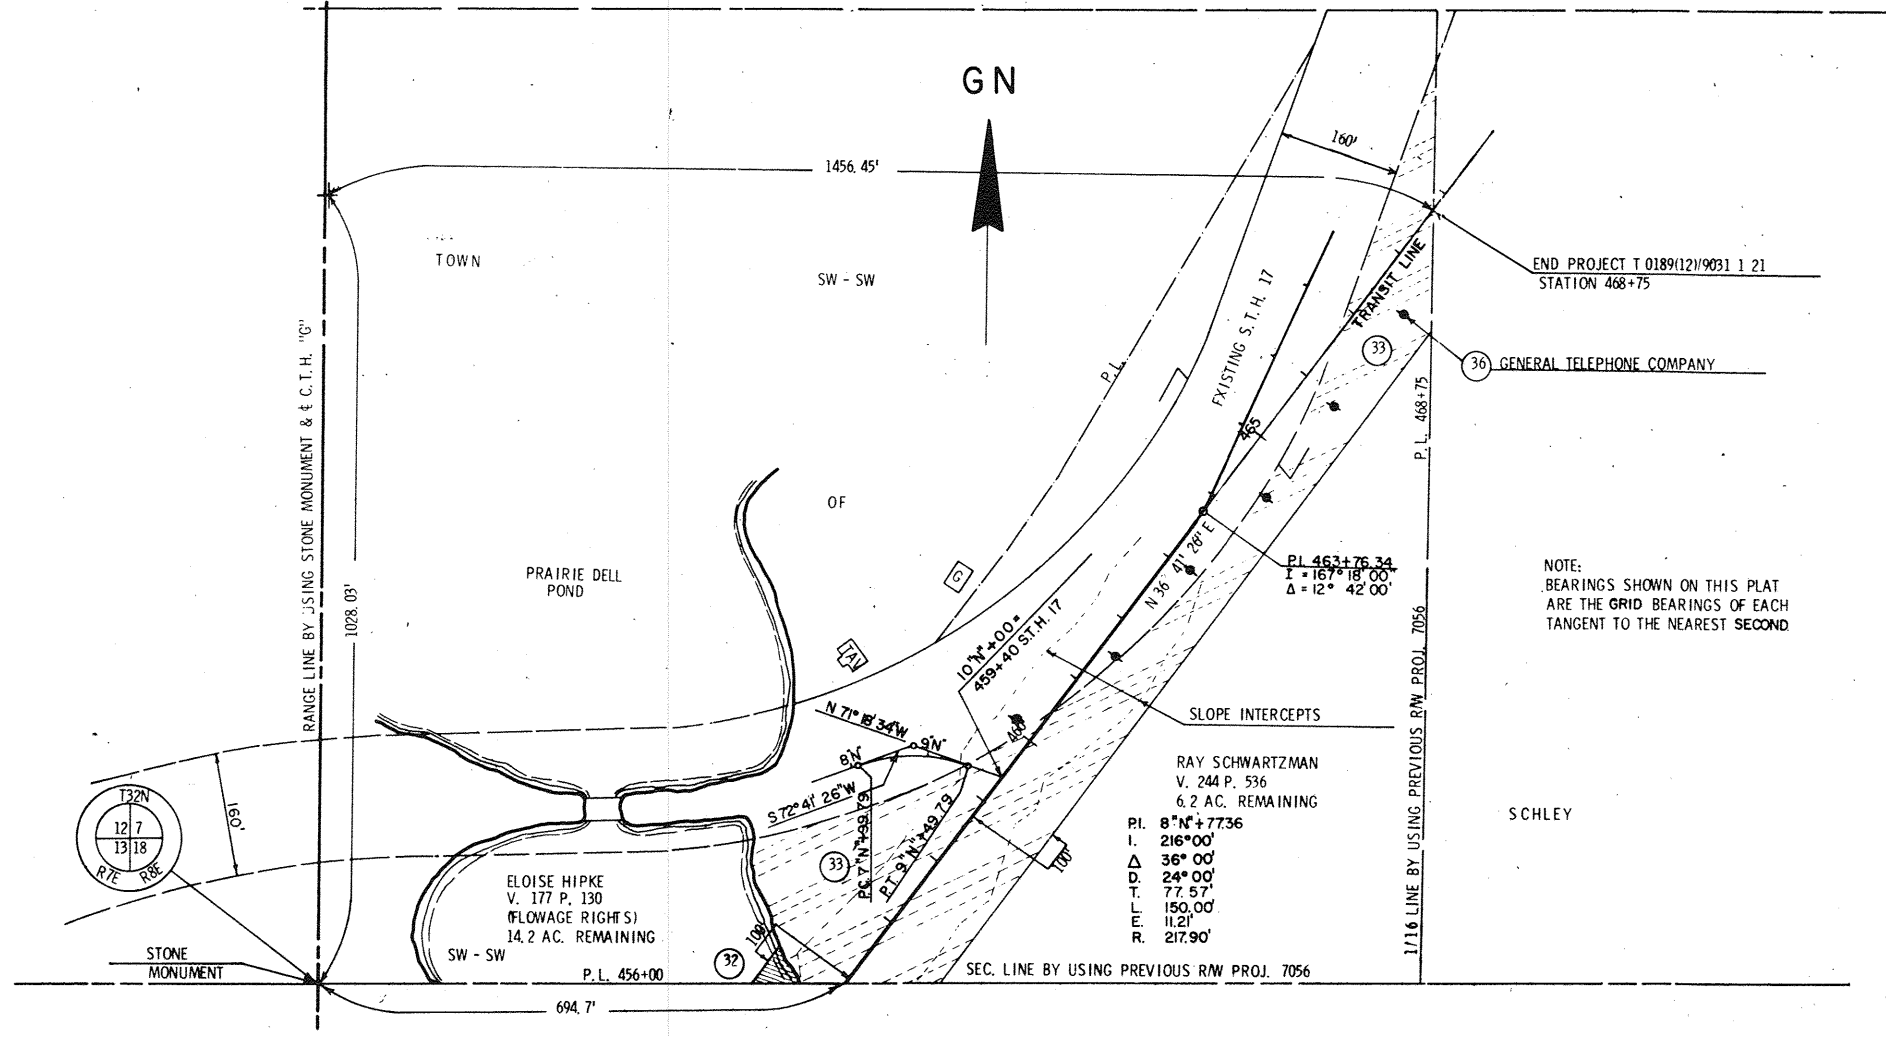 GN
160'
1456.45'
TOWN
SW - SW
END PROJECT T 0189(12)/9031 1 21
STATION 468+75
TRANSIT LINE
EXISTING S.T.H. 17
33
36 GENERAL TELEPHONE COMPANY
P.L.
P.L. 468+75
465
RANGE LINE BY USING STONE MONUMENT & ℄ C.T.H. "G"
OF
N 36° 41' 26" E
P.I. 463+76.34
I = 167° 18' 00"
Δ = 12° 42' 00"
NOTE:
BEARINGS SHOWN ON THIS PLAT
ARE THE GRID BEARINGS OF EACH
TANGENT TO THE NEAREST SECOND.
PRAIRIE DELL
POND
G
1028.03'
TAV
10"N"+00=
459+40 S.T.H. 17
1/16 LINE BY USING PREVIOUS R/W PROJ. 7056
N 71° 18' 34" W
SLOPE INTERCEPTS
460
8"N"
9"N"
S 72° 41' 26" W
RAY SCHWARTZMAN
V. 244 P. 536
6.2 AC. REMAINING
SCHLEY
T32N
12 7
13 18
R7E R8E
160'
P.I. 8"N"+77.36
I. 216°00'
Δ 36° 00'
D. 24° 00'
T. 77.57'
L. 150.00'
E. 11.21'
R. 217.90'
33
P.C. 7"N"+99.79
P.T. 9"N"+49.79
100'
ELOISE HIPKE
V. 177 P. 130
(FLOWAGE RIGHTS)
14.2 AC. REMAINING
100'
STONE
MONUMENT
SW - SW
32
P.L. 456+00
SEC. LINE BY USING PREVIOUS R/W PROJ. 7056
694.7'